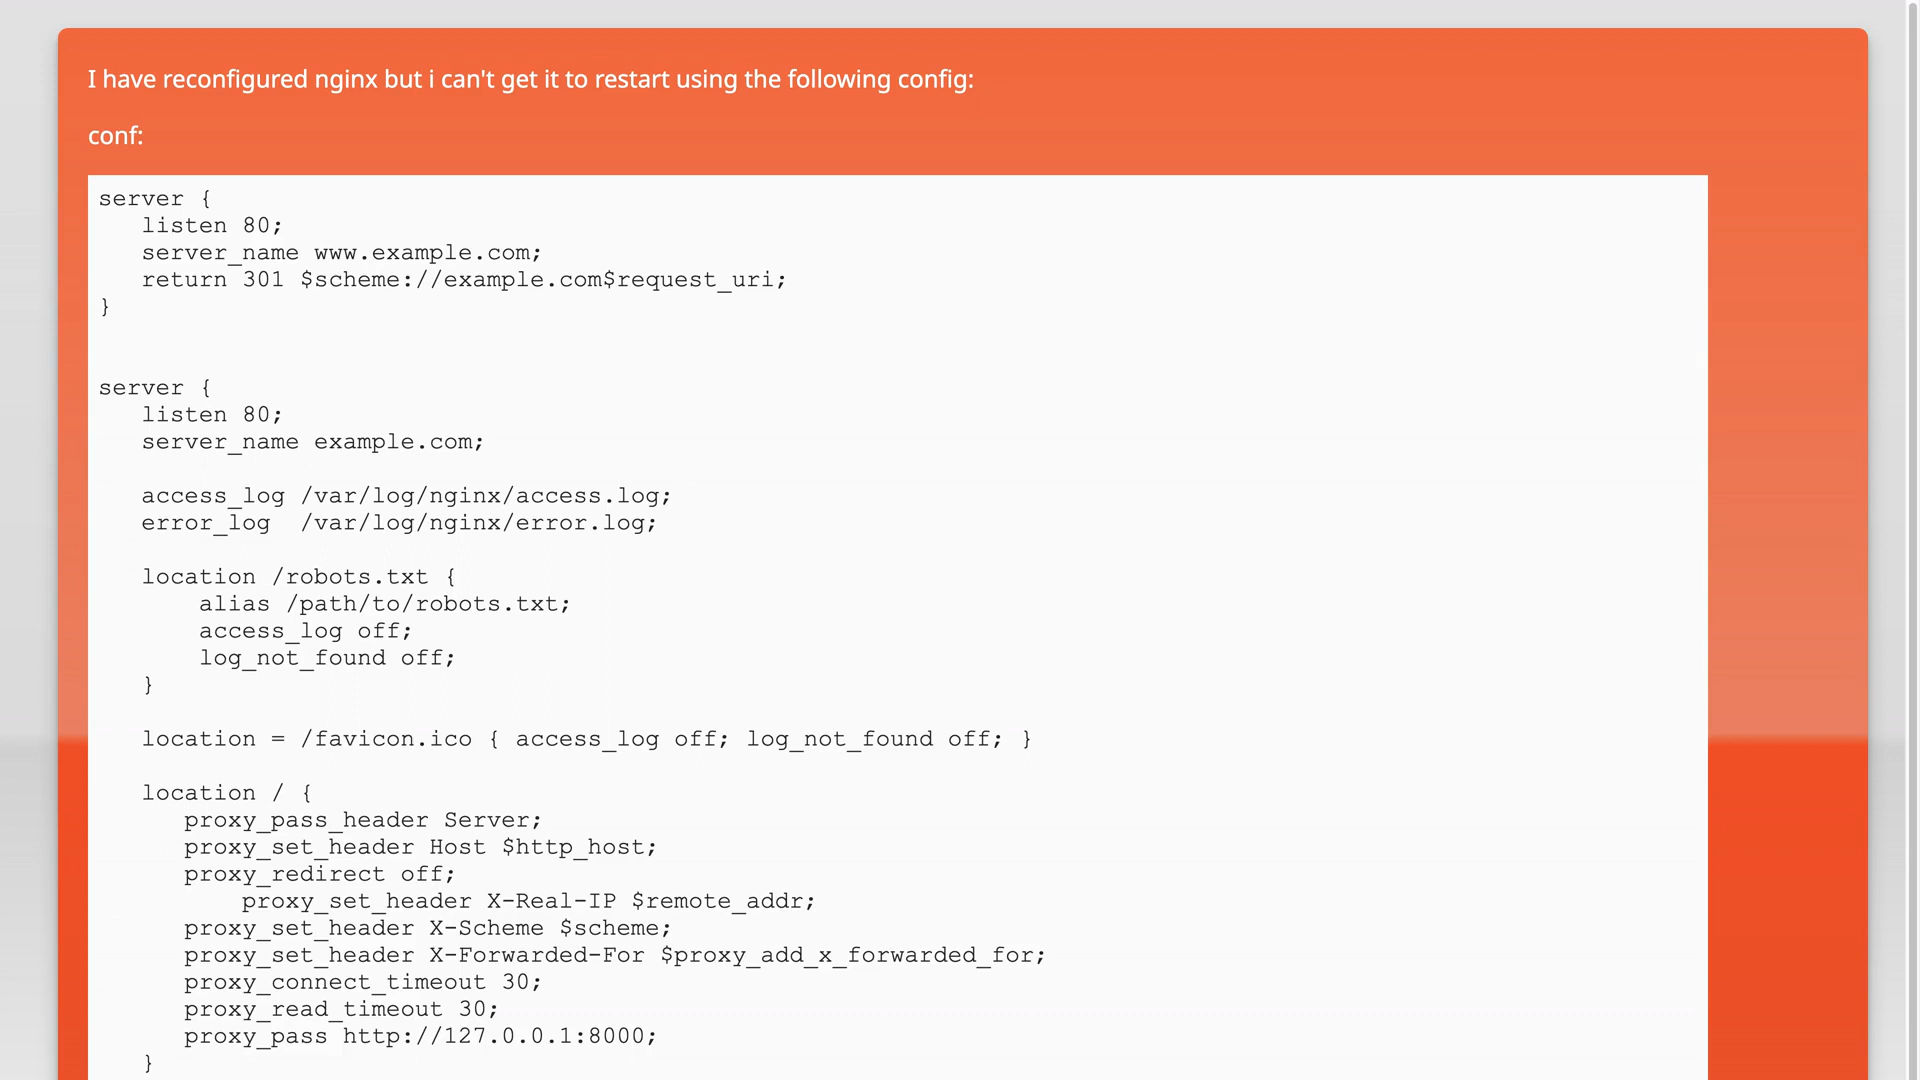 I have reconfigured nginx but i can't get it to restart using the following config:
conf:
server {
   listen 80;
   server_name www.example.com;
   return 301 $scheme://example.com$request_uri;
}
server {
   listen 80;
   server_name example.com;
   access_log /var/log/nginx/access.log;
   error_log  /var/log/nginx/error.log;
   location /robots.txt {
       alias /path/to/robots.txt;
       access_log off;
       log_not_found off;
   }
   location = /favicon.ico { access_log off; log_not_found off; }
   location / {
      proxy_pass_header Server;
      proxy_set_header Host $http_host;
      proxy_redirect off;
          proxy_set_header X-Real-IP $remote_addr;
      proxy_set_header X-Scheme $scheme;
      proxy_set_header X-Forwarded-For $proxy_add_x_forwarded_for;
      proxy_connect_timeout 30;
      proxy_read_timeout 30;
      proxy_pass http://127.0.0.1:8000;
   }